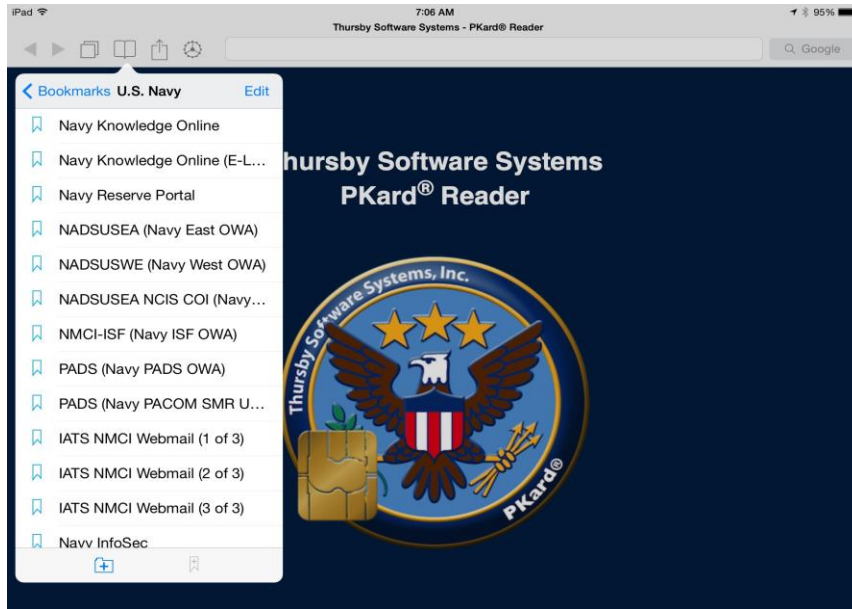 iPad
7:06 AM
95%
Thursby Software Systems - PKard® Reader
Google
Bookmarks U.S. Navy Edit
Navy Knowledge Online
Navy Knowledge Online (E-L...
Navy Reserve Portal
NADSUSEA (Navy East OWA)
NADSUSWE (Navy West OWA)
NADSUSEA NCIS COI (Navy...
NMCI-ISF (Navy ISF OWA)
PADS (Navy PADS OWA)
PADS (Navy PACOM SMR U...
IATS NMCI Webmail (1 of 3)
IATS NMCI Webmail (2 of 3)
IATS NMCI Webmail (3 of 3)
Navy InfoSec
hursby Software Systems
PKard® Reader
Thursby Software Systems, Inc.
PKard®